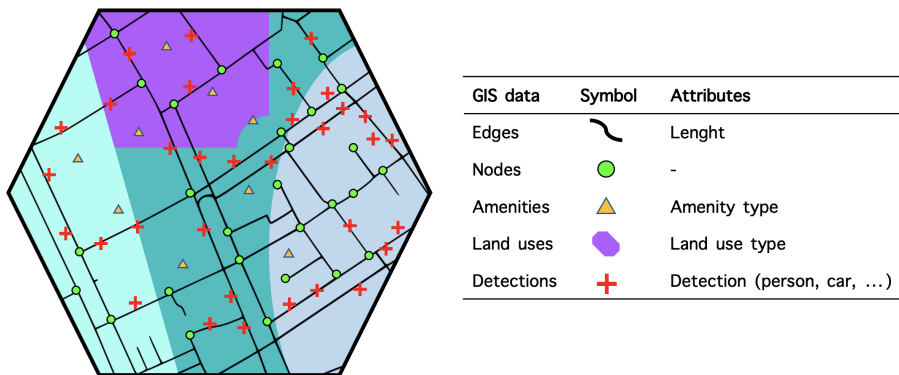 GIS data Symbol Attributes
Edges Lenght
Nodes -
Amenities Amenity type
Land uses Land use type
Detections Detection (person, car, ...)